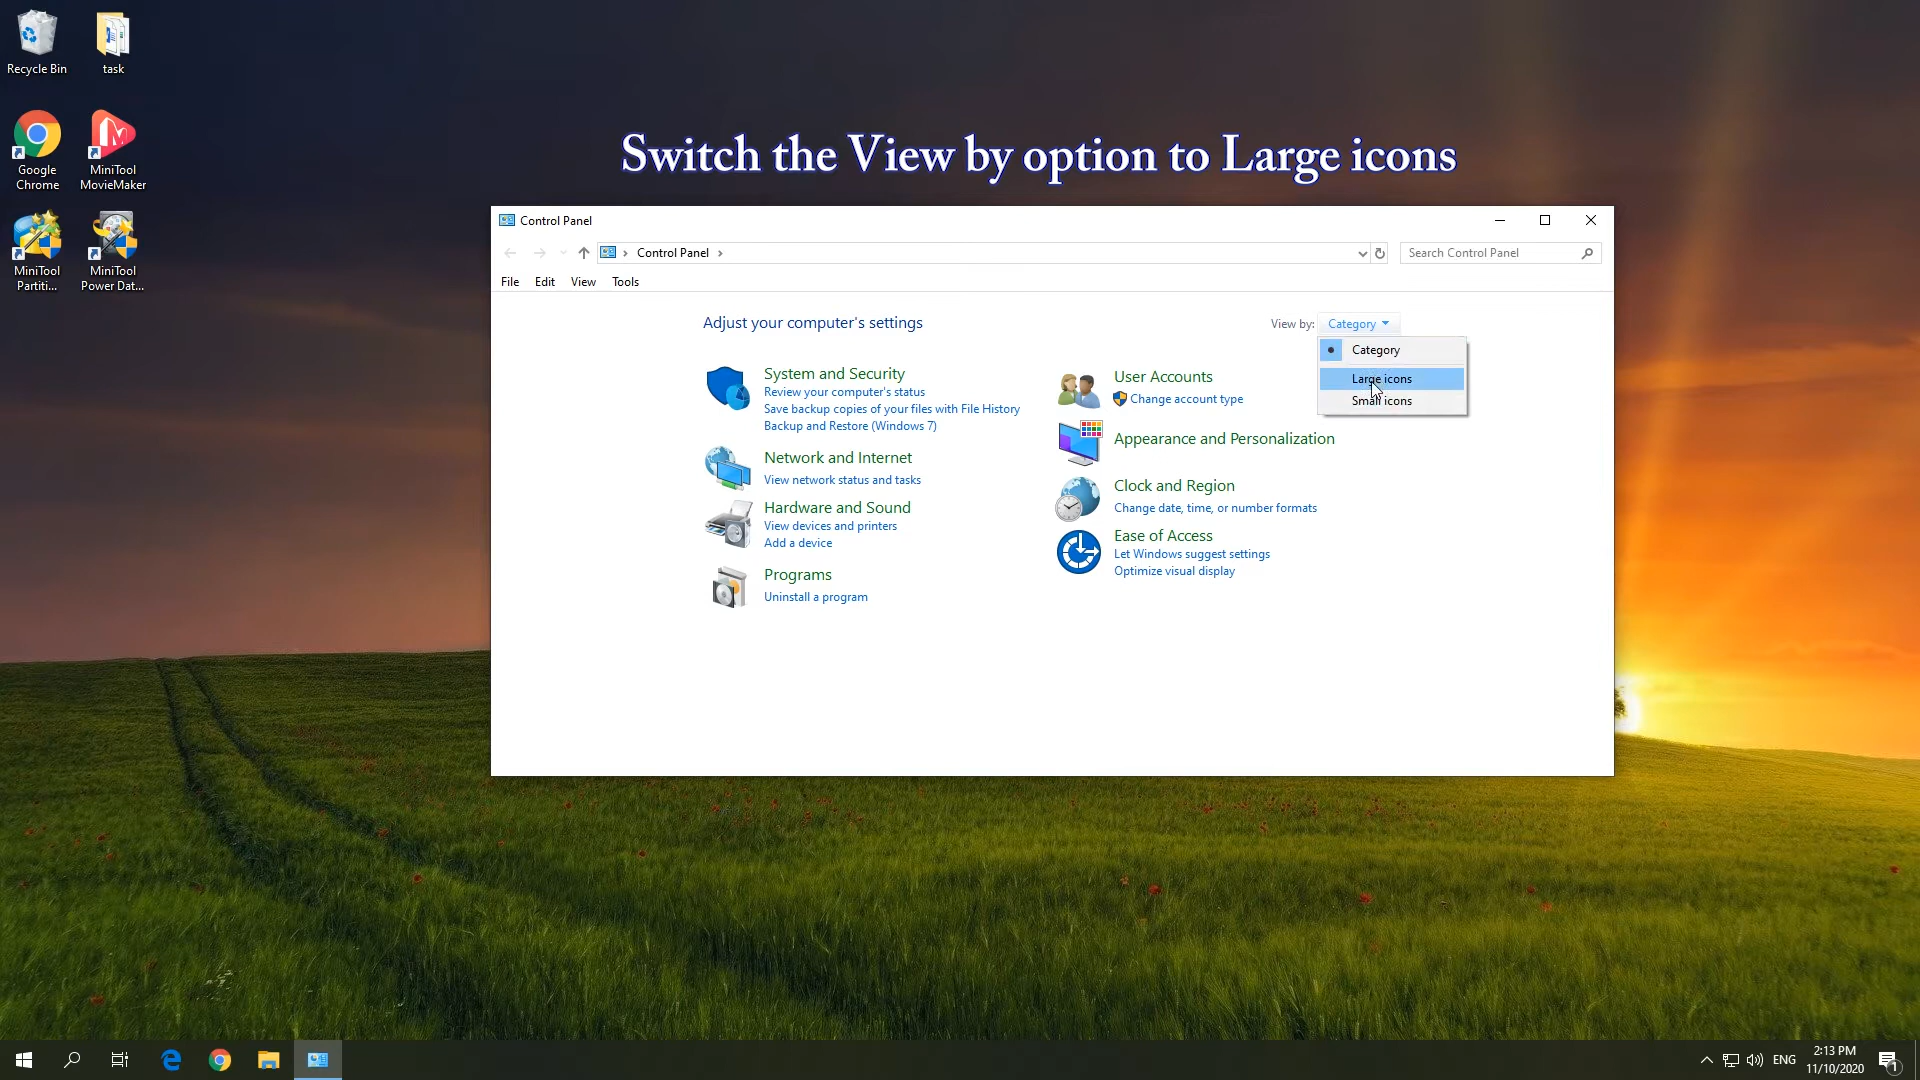 Recycle Bin
task
Google
Chrome
MiniTool
MovieMaker
MiniTool
Partiti...
MiniTool
Power Dat...
Switch the View by option to Large icons
Control Panel
Control Panel
Search Control Panel
File Edit View Tools
Adjust your computer's settings
View by: Category
Category
Large icons
Small icons
System and Security
Review your computer's status
Save backup copies of your files with File History
Backup and Restore (Windows 7)
Network and Internet
View network status and tasks
Hardware and Sound
View devices and printers
Add a device
Programs
Uninstall a program
User Accounts
Change account type
Appearance and Personalization
Clock and Region
Change date, time, or number formats
Ease of Access
Let Windows suggest settings
Optimize visual display
ENG
2:13 PM
11/10/2020
1